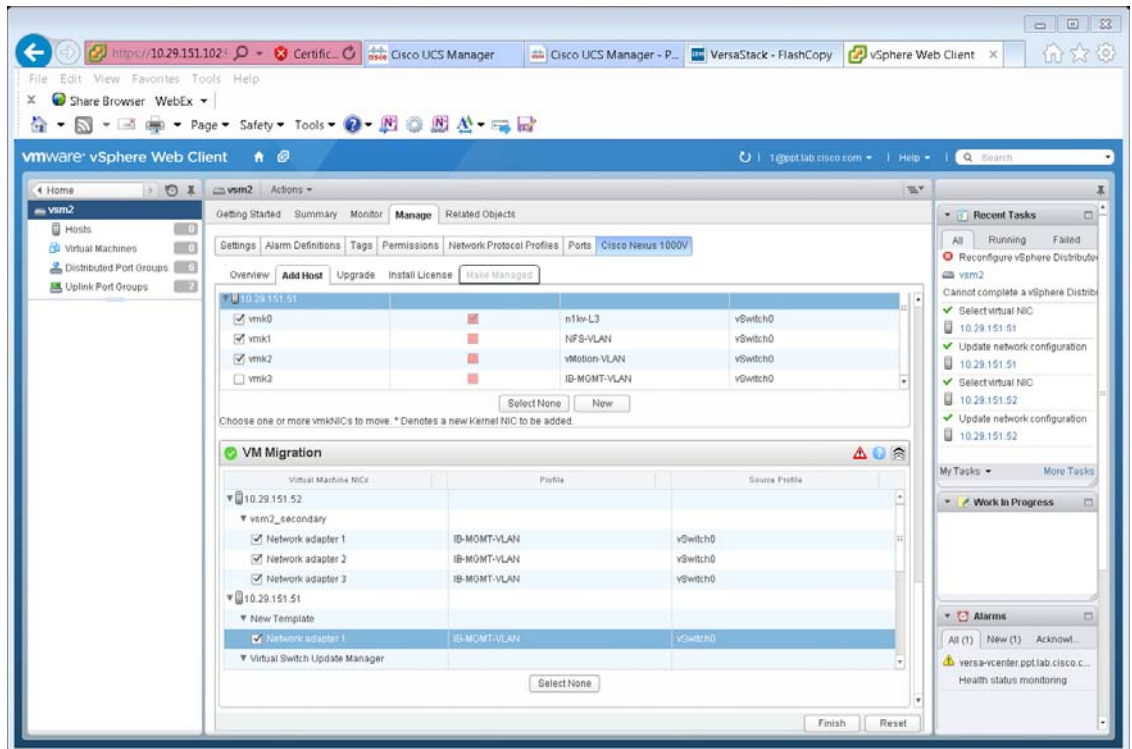 https://10.29.151.102:
Certific...
Cisco UCS Manager
Cisco UCS Manager - P...
VersaStack - FlashCopy
vSphere Web Client
File Edit View Favorites Tools Help
Share Browser WebEx
Page Safety Tools
vmware vSphere Web Client
1@ppt.lab.cisco.com
Help
Search
Home
vsm2 Actions
vsm2
Hosts 0
Virtual Machines 0
Distributed Port Groups 6
Uplink Port Groups 2
Getting Started Summary Monitor Manage Related Objects
Settings Alarm Definitions Tags Permissions Network Protocol Profiles Ports Cisco Nexus 1000V
Overview Add Host Upgrade Install License Make Managed
10.29.151.51
vmk0 n1kv-L3 vSwitch0
vmk1 NFS-VLAN vSwitch0
vmk2 vMotion-VLAN vSwitch0
vmk3 IB-MGMT-VLAN vSwitch0
Select None New
Choose one or more vmkNICs to move. * Denotes a new Kernel NIC to be added.
VM Migration
Virtual Machine NICs Profile Source Profile
10.29.151.52
vsm2_secondary
Network adapter 1 IB-MGMT-VLAN vSwitch0
Network adapter 2 IB-MGMT-VLAN vSwitch0
Network adapter 3 IB-MGMT-VLAN vSwitch0
10.29.151.51
New Template
Network adapter 1 IB-MGMT-VLAN vSwitch0
Virtual Switch Update Manager
Select None
Finish Reset
Recent Tasks
All Running Failed
Reconfigure vSphere Distribute
vsm2
Cannot complete a vSphere Distrib
Select virtual NIC
10.29.151.51
Update network configuration
10.29.151.51
Select virtual NIC
10.29.151.52
Update network configuration
10.29.151.52
My Tasks More Tasks
Work In Progress
Alarms
All (1) New (1) Acknowl...
versa-vcenter.ppt.lab.cisco.c...
Health status monitoring